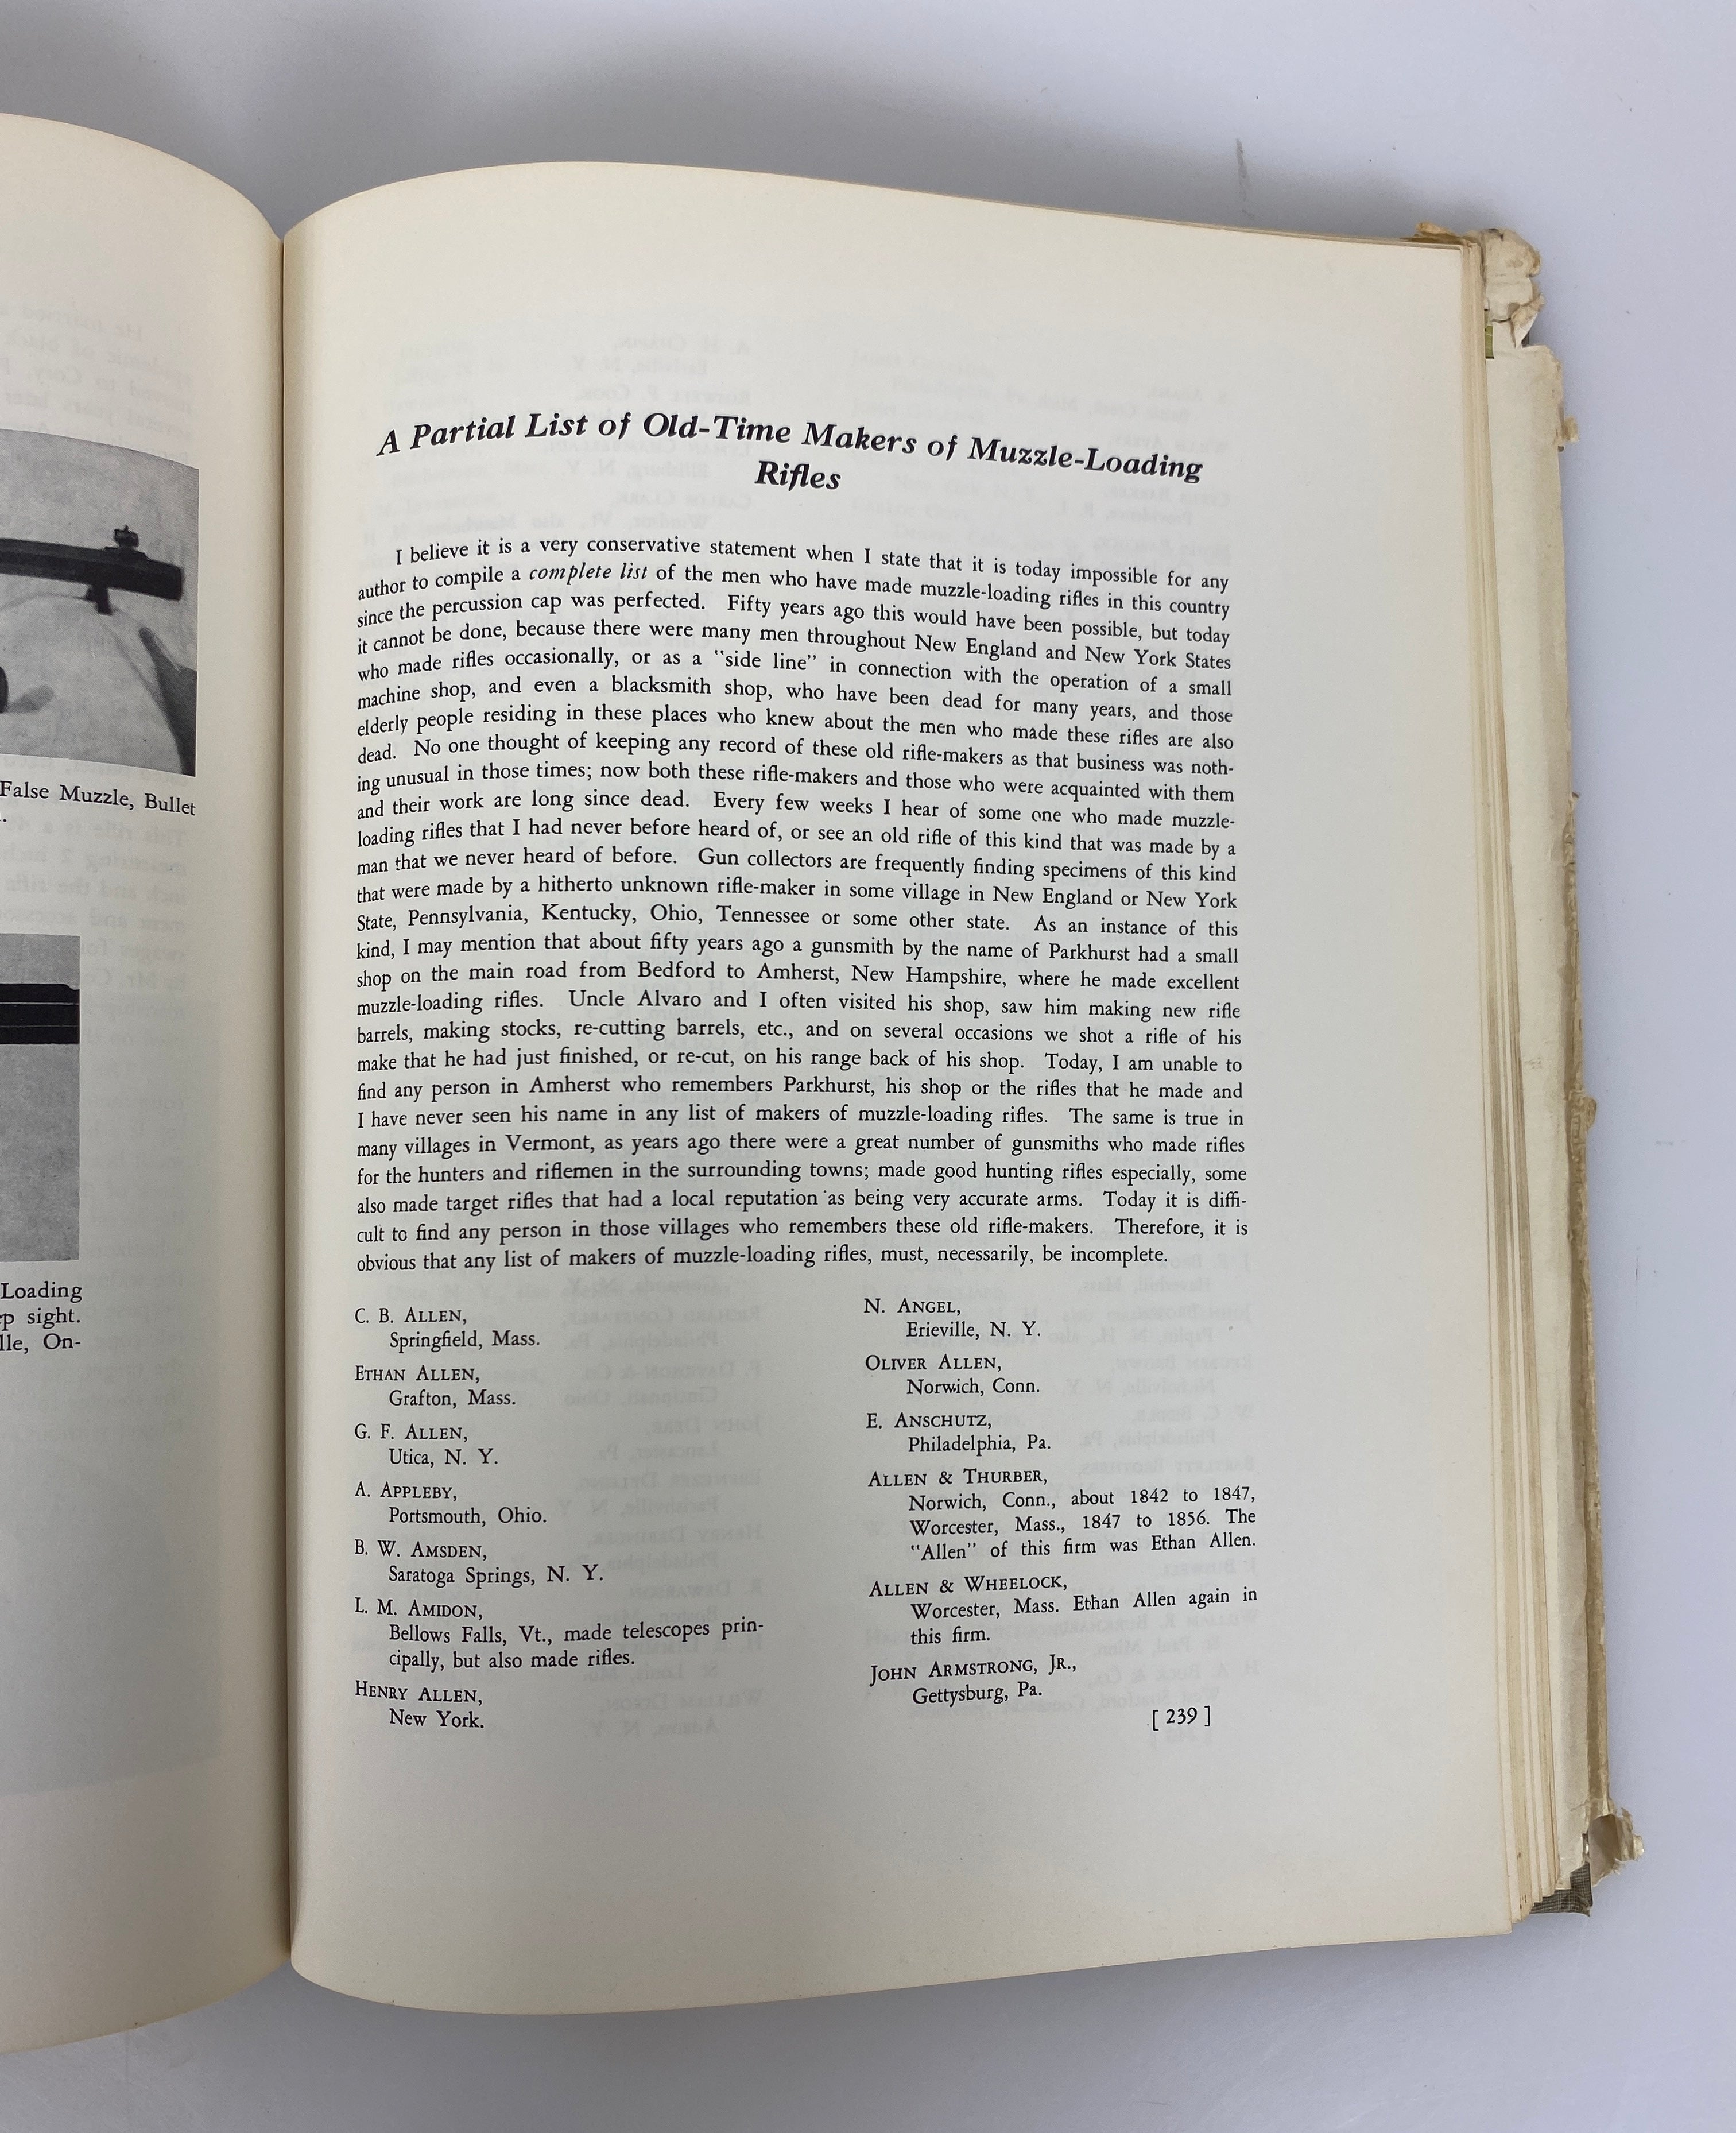 False Muzzle, Bullet
Loading
sight.
On-
A Partial List of Old-Time Makers of Muzzle-Loading
Rifles
I believe it is a very conservative statement when I state that it is today impossible for any
author to compile a complete list of the men who have made muzzle-loading rifles in this country
since the percussion cap was perfected. Fifty years ago this would have been possible, but today
it cannot be done, because there were many men throughout New England and New York States
who made rifles occasionally, or as a "side line" in connection with the operation of a small
machine shop, and even a blacksmith shop, who have been dead for many years, and those
elderly people residing in these places who knew about the men who made these rifles are also
dead. No one thought of keeping any record of these old rifle-makers as that business was noth-
ing unusual in those times; now both these rifle-makers and those who were acquainted with them
and their work are long since dead. Every few weeks I hear of some one who made muzzle-
loading rifles that I had never before heard of, or see an old rifle of this kind that was made by a
man that we never heard of before. Gun collectors are frequently finding specimens of this kind
that were made by a hitherto unknown rifle-maker in some village in New England or New York
State, Pennsylvania, Kentucky, Ohio, Tennessee or some other state. As an instance of this
kind, I may mention that about fifty years ago a gunsmith by the name of Parkhurst had a small
shop on the main road from Bedford to Amherst, New Hampshire, where he made excellent
muzzle-loading rifles. Uncle Alvaro and I often visited his shop, saw him making new rifle
barrels, making stocks, re-cutting barrels, etc., and on several occasions we shot a rifle of his
make that he had just finished, or re-cut, on his range back of his shop. Today, I am unable to
find any person in Amherst who remembers Parkhurst, his shop or the rifles that he made and
I have never seen his name in any list of makers of muzzle-loading rifles. The same is true in
many villages in Vermont, as years ago there were a great number of gunsmiths who made rifles
for the hunters and riflemen in the surrounding towns; made good hunting rifles especially, some
also made target rifles that had a local reputation as being very accurate arms. Today it is diffi-
cult to find any person in those villages who remembers these old rifle-makers. Therefore, it is
obvious that any list of makers of muzzle-loading rifles, must, necessarily, be incomplete.
C. B. ALLEN,
Springfield, Mass.
ETHAN ALLEN,
Grafton, Mass.
G. F. ALLEN,
Utica, N. Y.
A. APPLEBY,
Portsmouth, Ohio.
B. W. AMSDEN,
Saratoga Springs, N. Y.
L. M. AMIDON,
Bellows Falls, Vt., made telescopes prin-
cipally, but also made rifles.
HENRY ALLEN,
New York.
N. ANGEL,
Erieville, N. Y.
OLIVER ALLEN,
Norwich, Conn.
E. ANSCHUTZ,
Philadelphia, Pa.
ALLEN & THURBER,
Norwich, Conn., about 1842 to 1847,
Worcester, Mass., 1847 to 1856. The
"Allen" of this firm was Ethan Allen.
ALLEN & WHEELOCK,
Worcester, Mass. Ethan Allen again in
this firm.
JOHN ARMSTRONG, JR.,
Gettysburg, Pa.
[ 239 ]